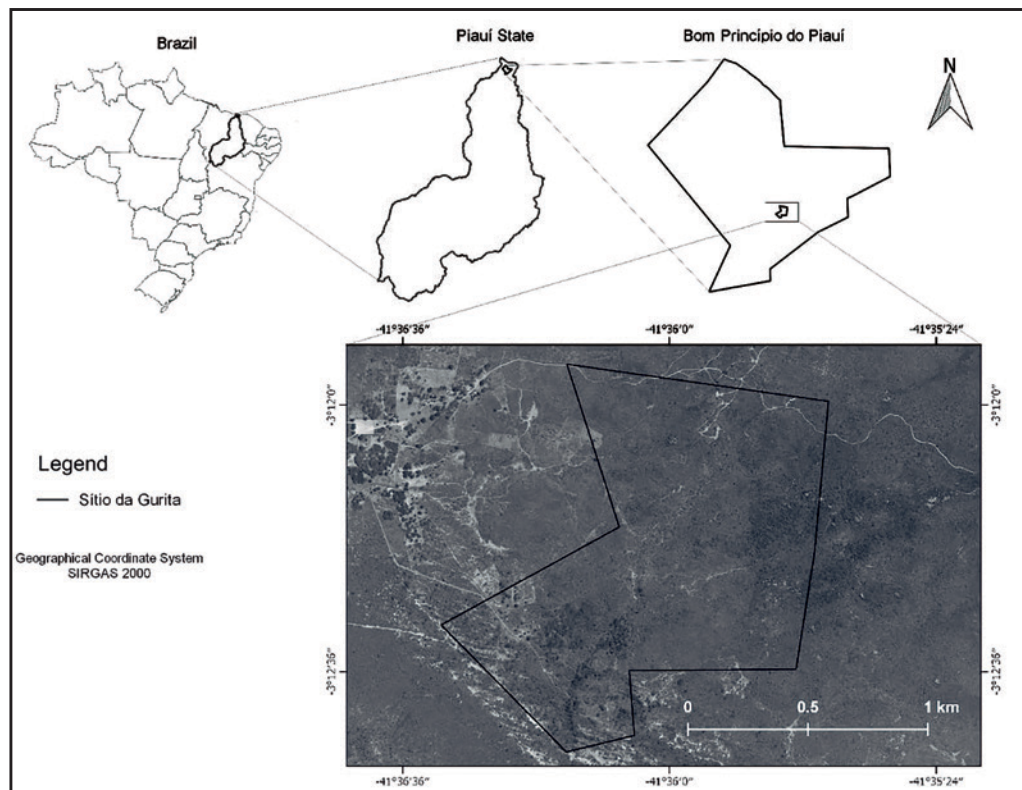 Brazil
Piauí State
Bom Princípio do Piauí
N
-41°36'36"
-41°36'0"
-41°35'24"
-3°12'0"
-3°12'0"
Legend
Sítio da Gurita
Geographical Coordinate System
SIRGAS 2000
-3°12'36"
-3°12'36"
0
0.5
1 km
-41°36'36"
-41°36'0"
-41°35'24"